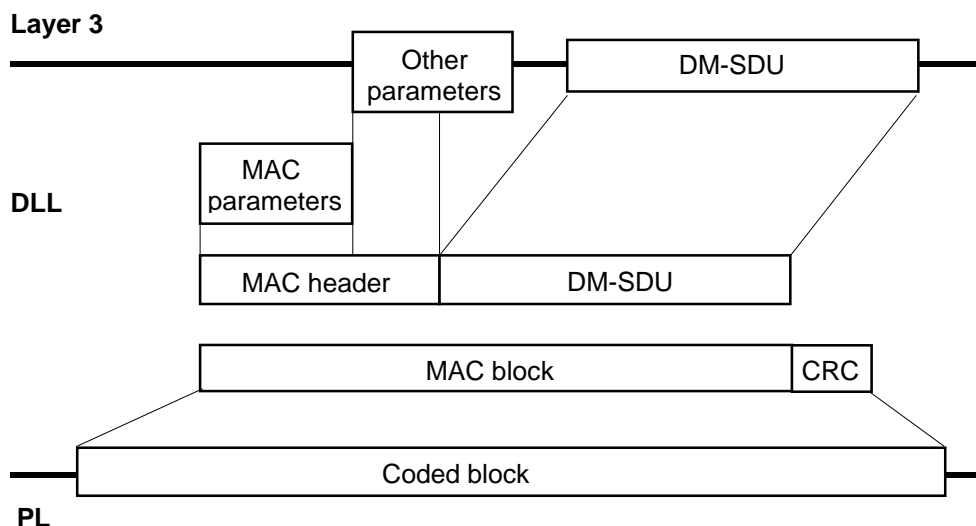 Layer 3
Other
parameters
DM-SDU
MAC
parameters
DLL
MAC header
DM-SDU
MAC block
CRC
Coded block
PL